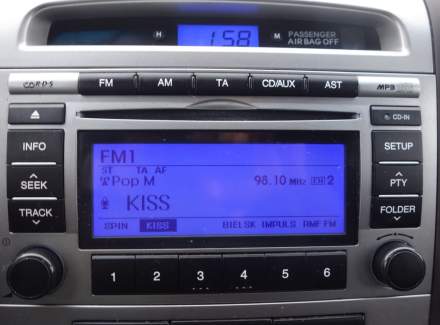 H 1:58 M PASSENGER AIR BAG OFF
RDS FM AM TA CD/AUX AST MP3
CD-IN
INFO
SEEK
TRACK
FM1
ST TA AF
Pop M 98.10 MHz CH 2
KISS
SPIN KISS BIELSK IMPULS RMF FM
SETUP
PTY
FOLDER
1 2 3 4 5 6